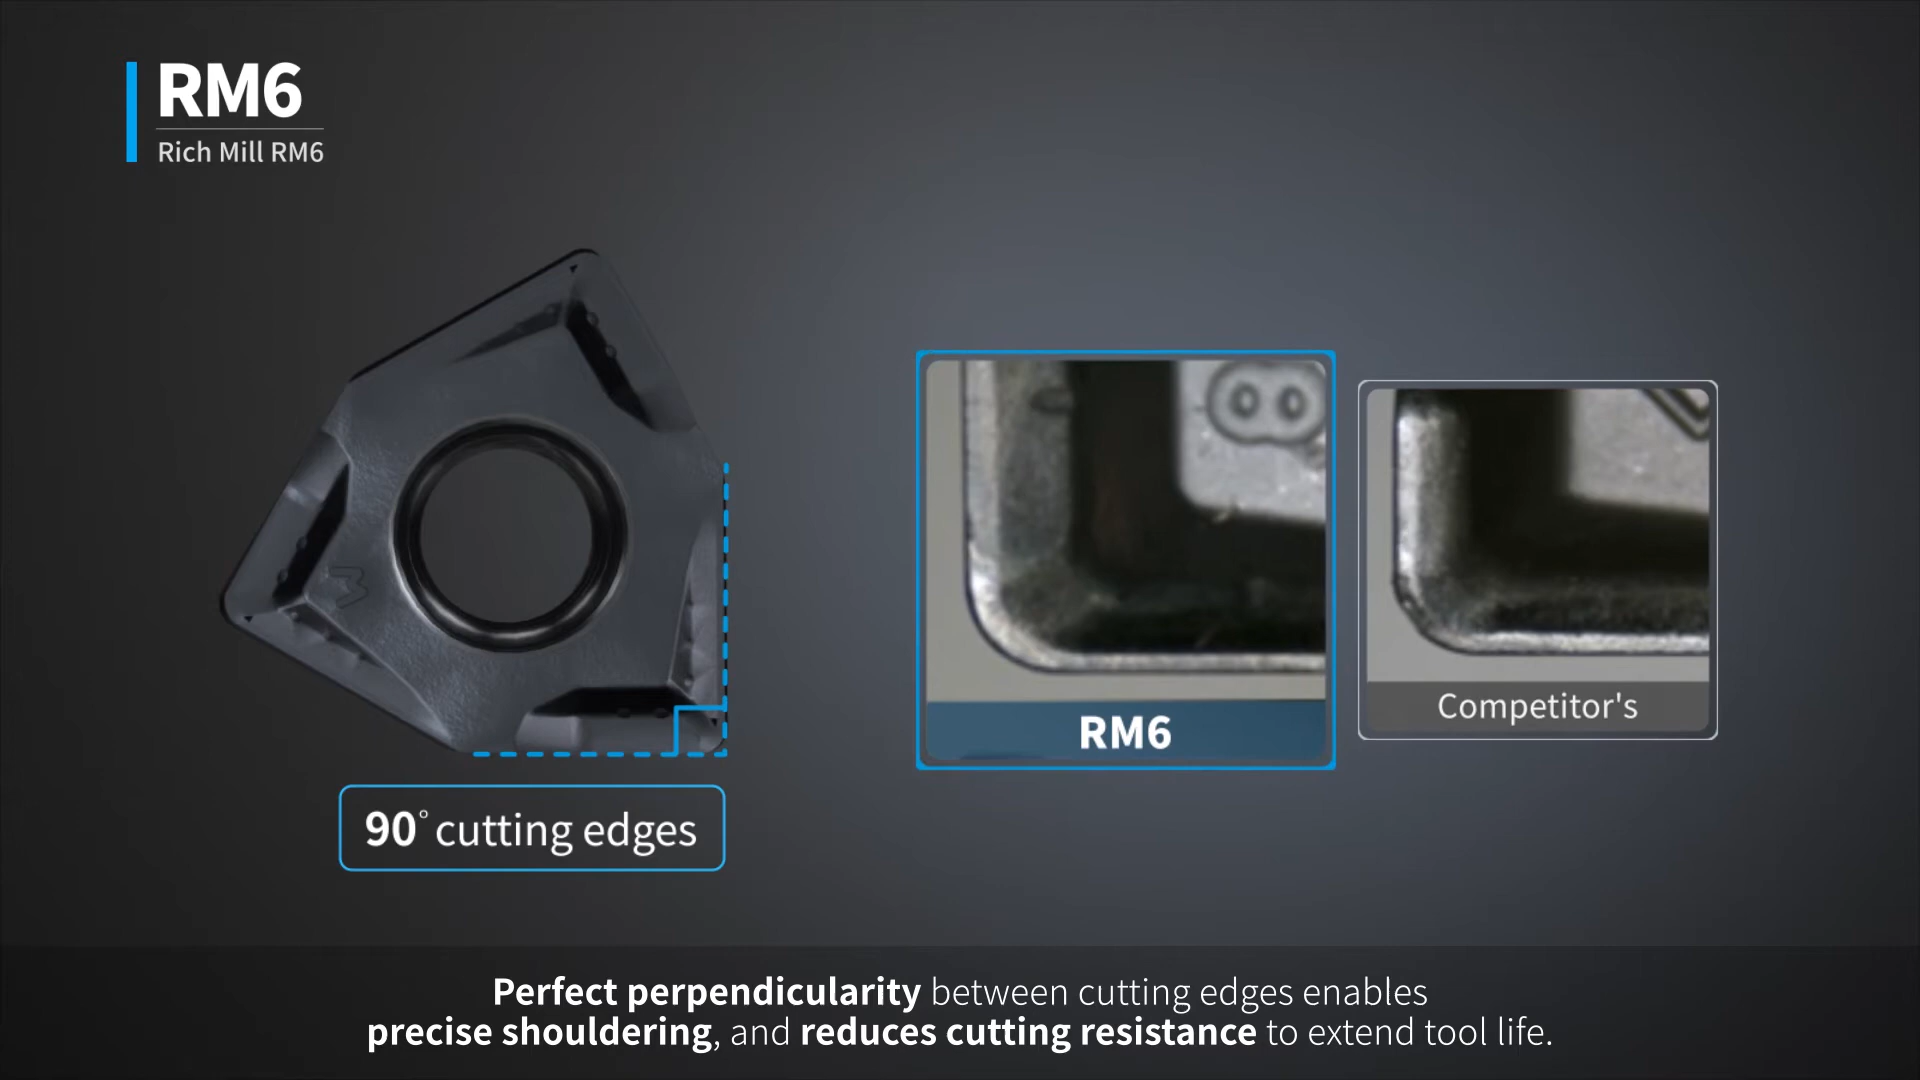 RM6
Rich Mill RM6
RM6
Competitor's
90° cutting edges
Perfect perpendicularity between cutting edges enables
precise shouldering, and reduces cutting resistance to extend tool life.